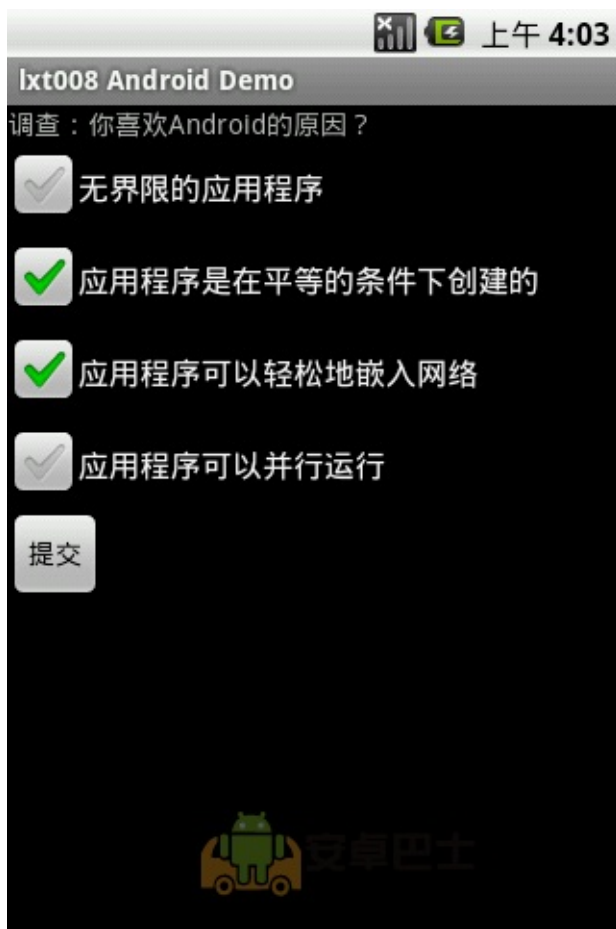 上午 4:03
lxt008 Android Demo
调查：你喜欢Android的原因？
无界限的应用程序
应用程序是在平等的条件下创建的
应用程序可以轻松地嵌入网络
应用程序可以并行运行
提交
安卓巴士